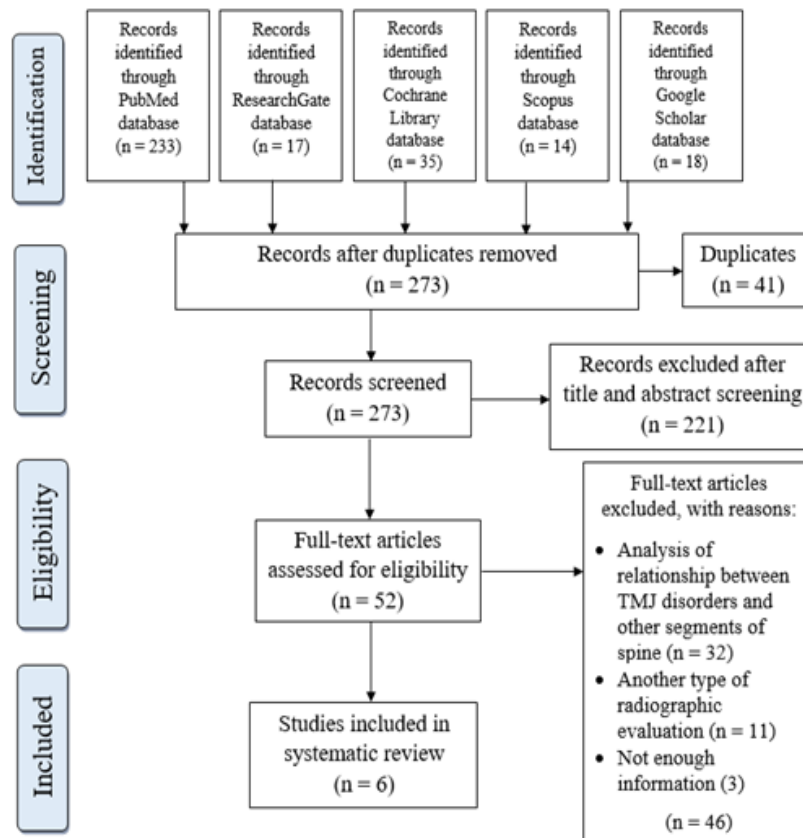 Identification
Records
identified
through
PubMed
database
(n = 233)
Records
identified
through
ResearchGate
database
(n = 17)
Records
identified
through
Cochrane
Library
database
(n = 35)
Records
identified
through
Scopus
database
(n = 14)
Records
identified
through
Google
Scholar
database
(n = 18)
Screening
Records after duplicates removed
(n = 273)
Duplicates
(n = 41)
Records screened
(n = 273)
Records excluded after
title and abstract screening
(n = 221)
Eligibility
Full-text articles
assessed for eligibility
(n = 52)
Full-text articles
excluded, with reasons:
• Analysis of
relationship between
TMJ disorders and
other segments of
spine (n = 32)
• Another type of
radiographic
evaluation (n = 11)
• Not enough
information (3)
(n = 46)
Included
Studies included in
systematic review
(n = 6)